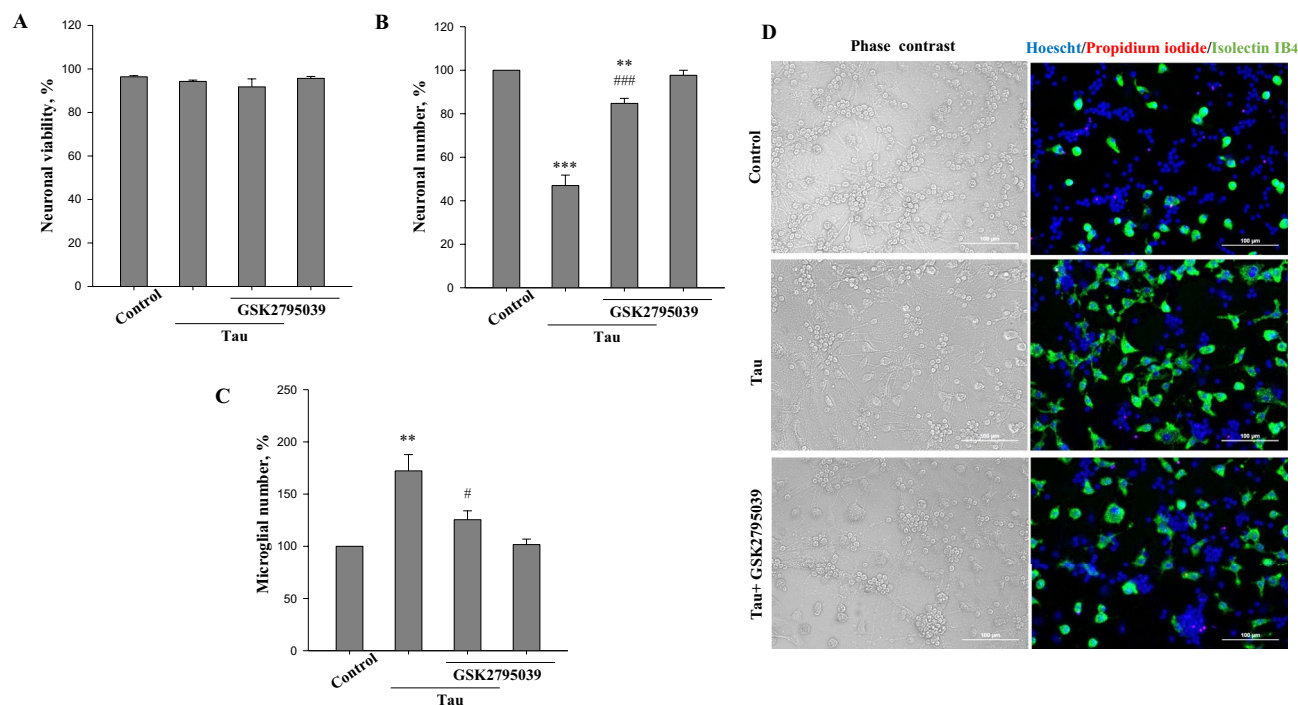 A
Neuronal viability, %
120
100
80
60
40
20
0
Control
GSK2795039
Tau
B
Neuronal number, %
120
100
80
60
40
20
0
***
**
###
Control
GSK2795039
Tau
C
Microglial number, %
250
200
150
100
50
0
**
#
Control
GSK2795039
Tau
D
Phase contrast
Hoescht/Propidium iodide/Isolectin IB4
Control
100 µm
100 µm
Tau
100 µm
100 µm
Tau+ GSK2795039
100 µm
100 µm